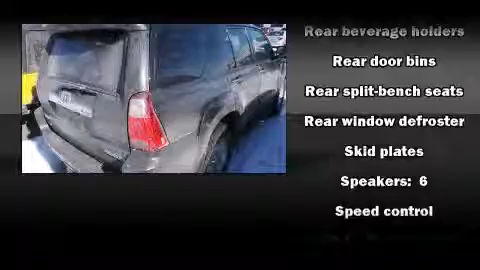 Rear beverage holders
Rear door bins
Rear split-bench seats
Rear window defroster
Skid plates
Speakers: 6
Speed control